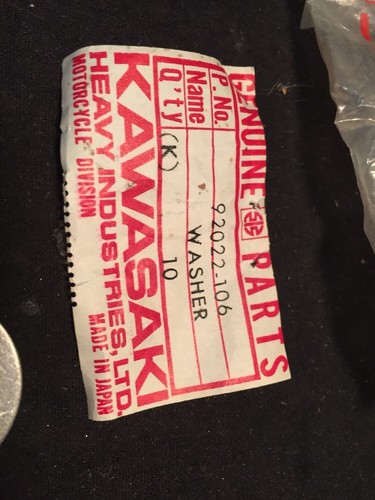 GENUINE PARTS
P. No. 92022-106
Name WASHER
Q'ty (K) 10
KAWASAKI
HEAVY INDUSTRIES, LTD.
MOTORCYCLE DIVISION MADE IN JAPAN